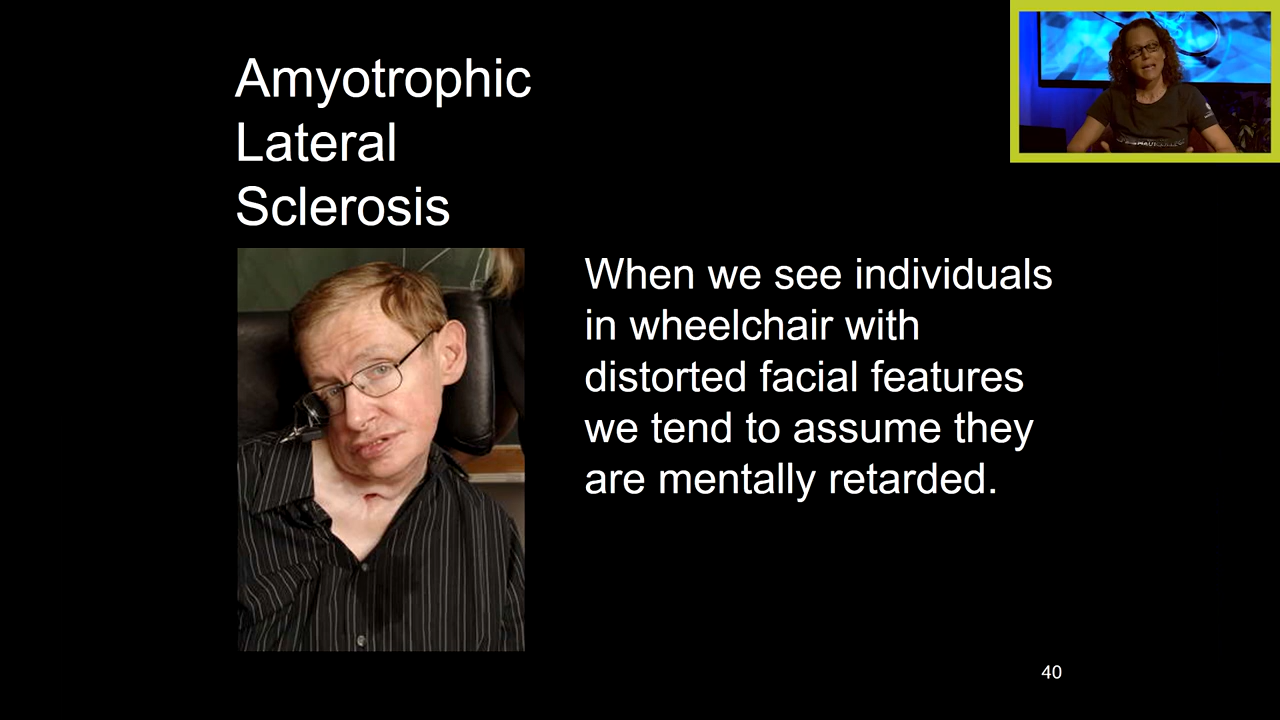 Amyotrophic
Lateral
Sclerosis
When we see individuals
in wheelchair with
distorted facial features
we tend to assume they
are mentally retarded.
40